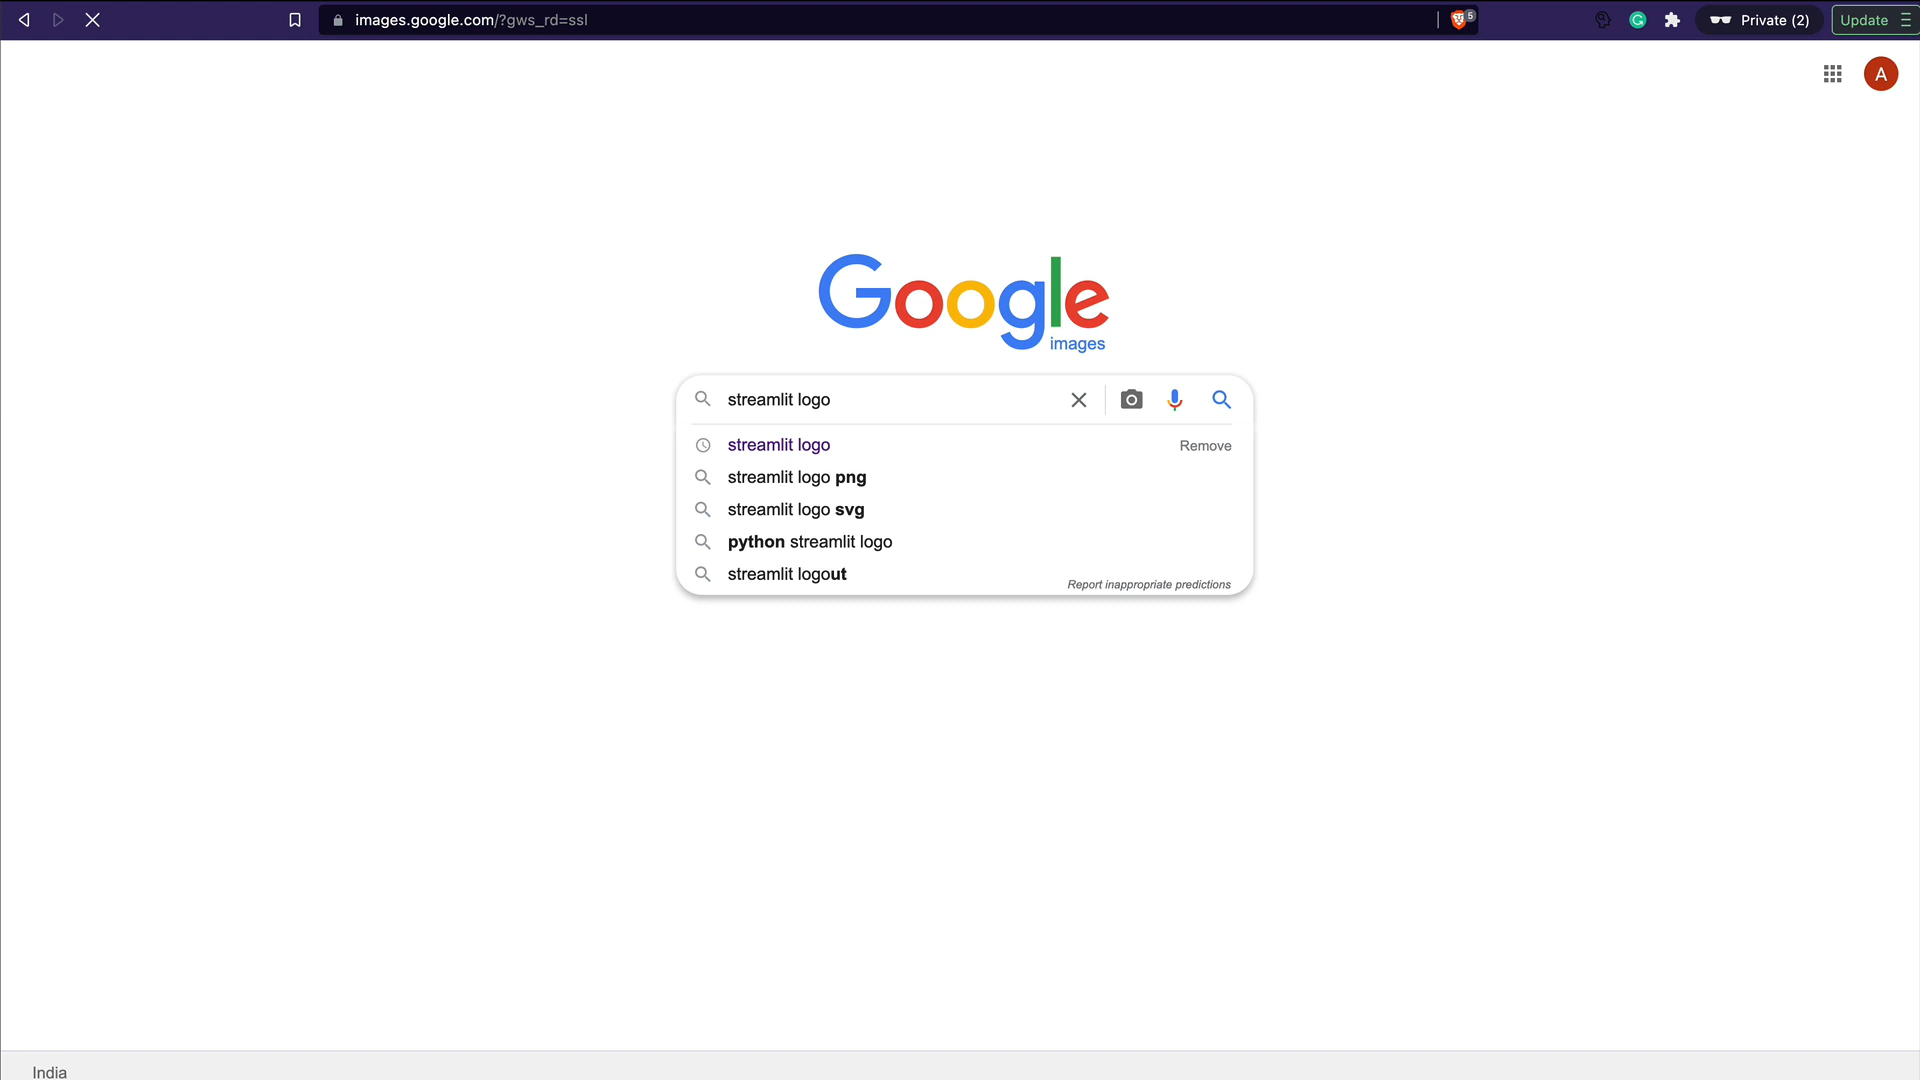 images.google.com/?gws_rd=ssl
5
Private (2)
Update
A
Google
images
streamlit logo
streamlit logo
Remove
streamlit logo png
streamlit logo svg
python streamlit logo
streamlit logout
Report inappropriate predictions
India